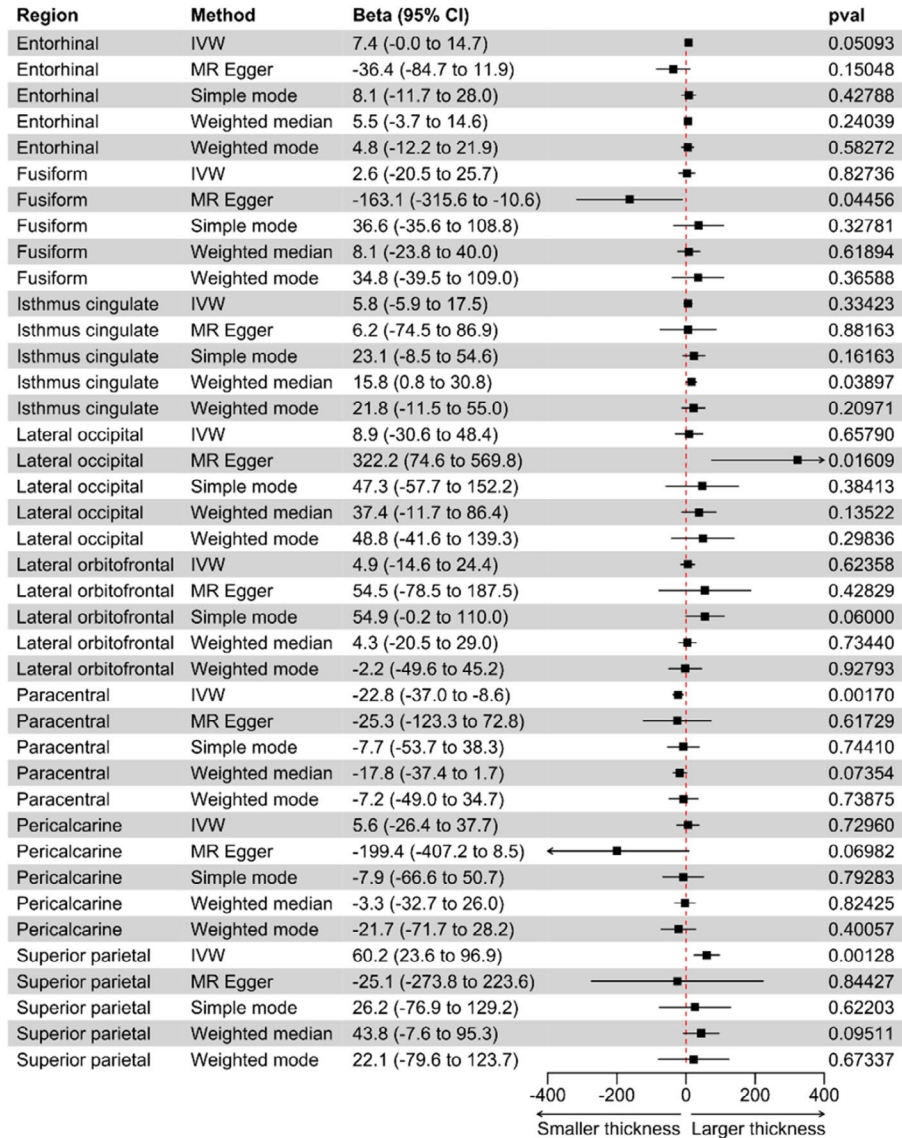 Region Method Beta (95% CI) pval
Entorhinal IVW 7.4 (-0.0 to 14.7) 0.05093
Entorhinal MR Egger -36.4 (-84.7 to 11.9) 0.15048
Entorhinal Simple mode 8.1 (-11.7 to 28.0) 0.42788
Entorhinal Weighted median 5.5 (-3.7 to 14.6) 0.24039
Entorhinal Weighted mode 4.8 (-12.2 to 21.9) 0.58272
Fusiform IVW 2.6 (-20.5 to 25.7) 0.82736
Fusiform MR Egger -163.1 (-315.6 to -10.6) 0.04456
Fusiform Simple mode 36.6 (-35.6 to 108.8) 0.32781
Fusiform Weighted median 8.1 (-23.8 to 40.0) 0.61894
Fusiform Weighted mode 34.8 (-39.5 to 109.0) 0.36588
Isthmus cingulate IVW 5.8 (-5.9 to 17.5) 0.33423
Isthmus cingulate MR Egger 6.2 (-74.5 to 86.9) 0.88163
Isthmus cingulate Simple mode 23.1 (-8.5 to 54.6) 0.16163
Isthmus cingulate Weighted median 15.8 (0.8 to 30.8) 0.03897
Isthmus cingulate Weighted mode 21.8 (-11.5 to 55.0) 0.20971
Lateral occipital IVW 8.9 (-30.6 to 48.4) 0.65790
Lateral occipital MR Egger 322.2 (74.6 to 569.8) 0.01609
Lateral occipital Simple mode 47.3 (-57.7 to 152.2) 0.38413
Lateral occipital Weighted median 37.4 (-11.7 to 86.4) 0.13522
Lateral occipital Weighted mode 48.8 (-41.6 to 139.3) 0.29836
Lateral orbitofrontal IVW 4.9 (-14.6 to 24.4) 0.62358
Lateral orbitofrontal MR Egger 54.5 (-78.5 to 187.5) 0.42829
Lateral orbitofrontal Simple mode 54.9 (-0.2 to 110.0) 0.06000
Lateral orbitofrontal Weighted median 4.3 (-20.5 to 29.0) 0.73440
Lateral orbitofrontal Weighted mode -2.2 (-49.6 to 45.2) 0.92793
Paracentral IVW -22.8 (-37.0 to -8.6) 0.00170
Paracentral MR Egger -25.3 (-123.3 to 72.8) 0.61729
Paracentral Simple mode -7.7 (-53.7 to 38.3) 0.74410
Paracentral Weighted median -17.8 (-37.4 to 1.7) 0.07354
Paracentral Weighted mode -7.2 (-49.0 to 34.7) 0.73875
Pericalcarine IVW 5.6 (-26.4 to 37.7) 0.72960
Pericalcarine MR Egger -199.4 (-407.2 to 8.5) 0.06982
Pericalcarine Simple mode -7.9 (-66.6 to 50.7) 0.79283
Pericalcarine Weighted median -3.3 (-32.7 to 26.0) 0.82425
Pericalcarine Weighted mode -21.7 (-71.7 to 28.2) 0.40057
Superior parietal IVW 60.2 (23.6 to 96.9) 0.00128
Superior parietal MR Egger -25.1 (-273.8 to 223.6) 0.84427
Superior parietal Simple mode 26.2 (-76.9 to 129.2) 0.62203
Superior parietal Weighted median 43.8 (-7.6 to 95.3) 0.09511
Superior parietal Weighted mode 22.1 (-79.6 to 123.7) 0.67337
-400 -200 0 200 400
Smaller thickness Larger thickness